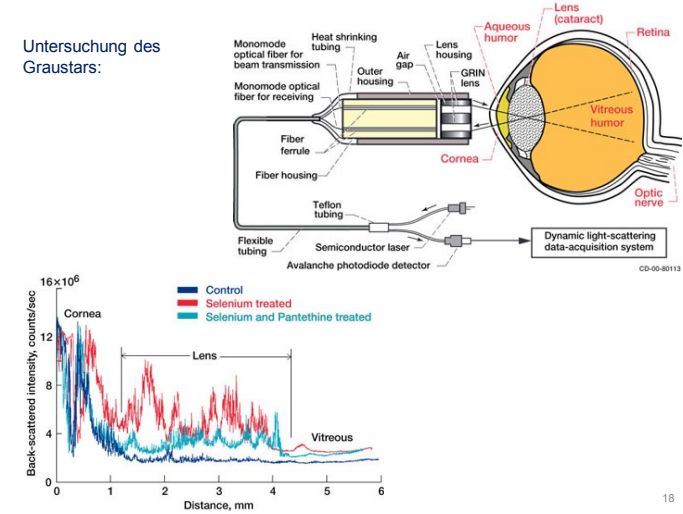 Untersuchung des
Graustars:
Heat shrinking
tubing
Monomode
optical fiber for
beam transmission
Monomode optical
fiber for receiving
Outer
housing
Air
gap
Lens
housing
GRIN
lens
Aqueous
humor
Lens
(cataract)
Retina
Vitreous
humor
Cornea
Optic
nerve
Fiber
ferrule
Fiber housing
Teflon
tubing
Flexible
tubing
Semiconductor laser
Avalanche photodiode detector
Dynamic light-scattering
data-acquisition system
CD-00-80113
16×10⁶
12
8
4
0
Back-scattered intensity, counts/sec
Cornea
Control
Selenium treated
Selenium and Pantethine treated
Lens
Vitreous
0 1 2 3 4 5 6
Distance, mm
18